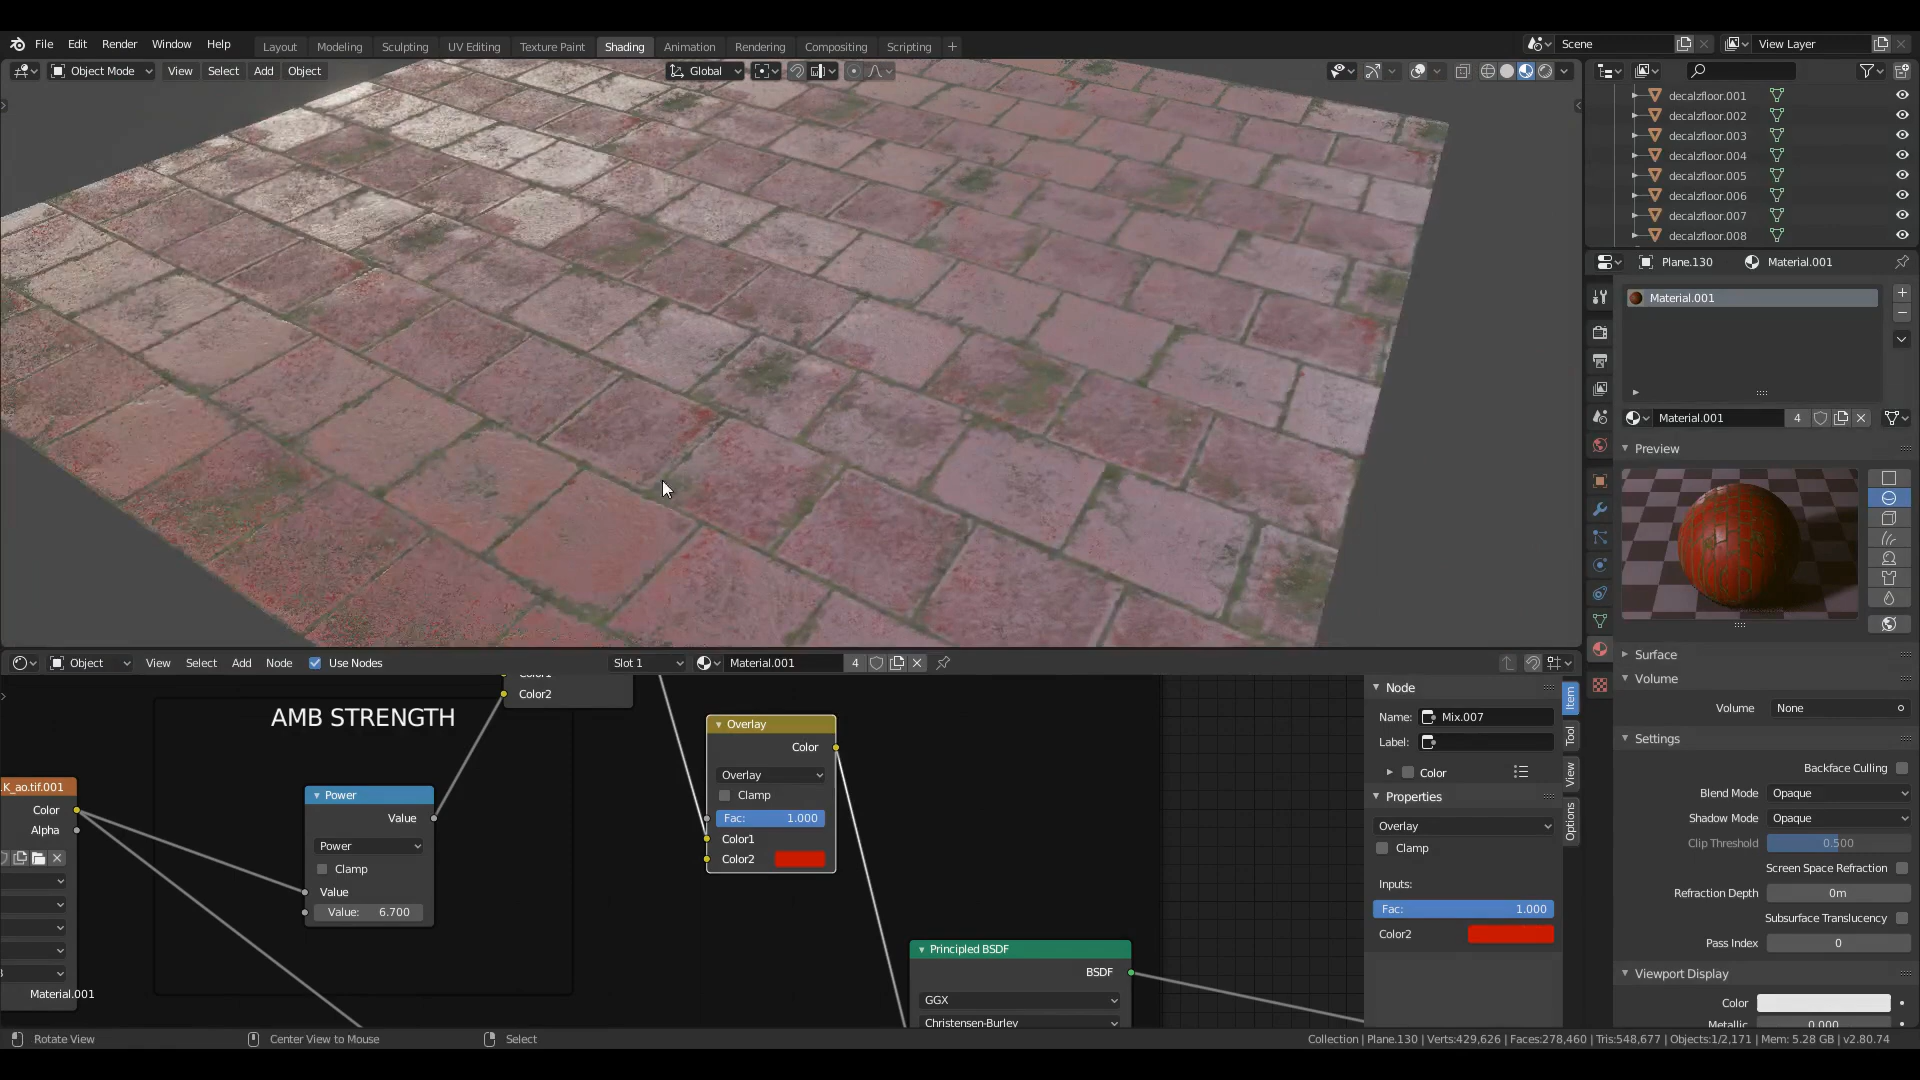 File Edit Render Window Help
Layout Modeling Sculpting UV Editing Texture Paint Shading Animation Rendering Compositing Scripting +
Scene
View Layer
Object Mode View Select Add Object
Global
decalzfloor.001
decalzfloor.002
decalzfloor.003
decalzfloor.004
decalzfloor.005
decalzfloor.006
decalzfloor.007
decalzfloor.008
Plane.130 Material.001
Material.001
Material.001 4
Preview
Surface
Volume
Volume None
Settings
Backface Culling
Blend Mode Opaque
Shadow Mode Opaque
Clip Threshold 0.500
Screen Space Refraction
Refraction Depth 0m
Subsurface Translucency
Pass Index 0
Viewport Display
Color
Metallic 0.000
Object View Select Add Node Use Nodes Slot 1 Material.001 4
Color1
Color2
AMB STRENGTH
K_ao.tif.001
Color
Alpha
Material.001
Power
Value
Power
Clamp
Value
Value: 6.700
Overlay
Color
Overlay
Clamp
Fac: 1.000
Color1
Color2
Principled BSDF
BSDF
GGX
Christensen-Burley
Node
Name: Mix.007
Label:
Color
Properties
Overlay
Clamp
Inputs:
Fac: 1.000
Color2
Item
Tool
View
Options
Rotate View Center View to Mouse Select
Collection | Plane.130 | Verts:429,626 | Faces:278,460 | Tris:548,677 | Objects:1/2,171 | Mem: 5.28 GB | v2.80.74